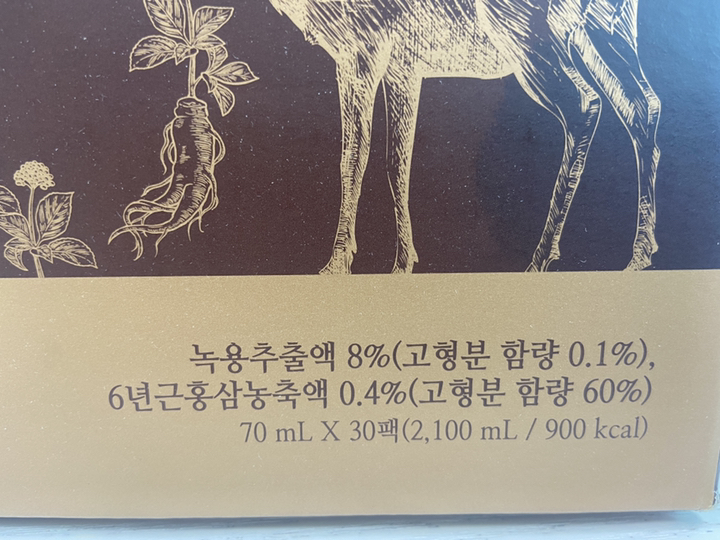 녹용추출액 8%(고형분 함량 0.1%),
6년근홍삼농축액 0.4%(고형분 함량 60%)
70 mL X 30팩(2,100 mL / 900 kcal)